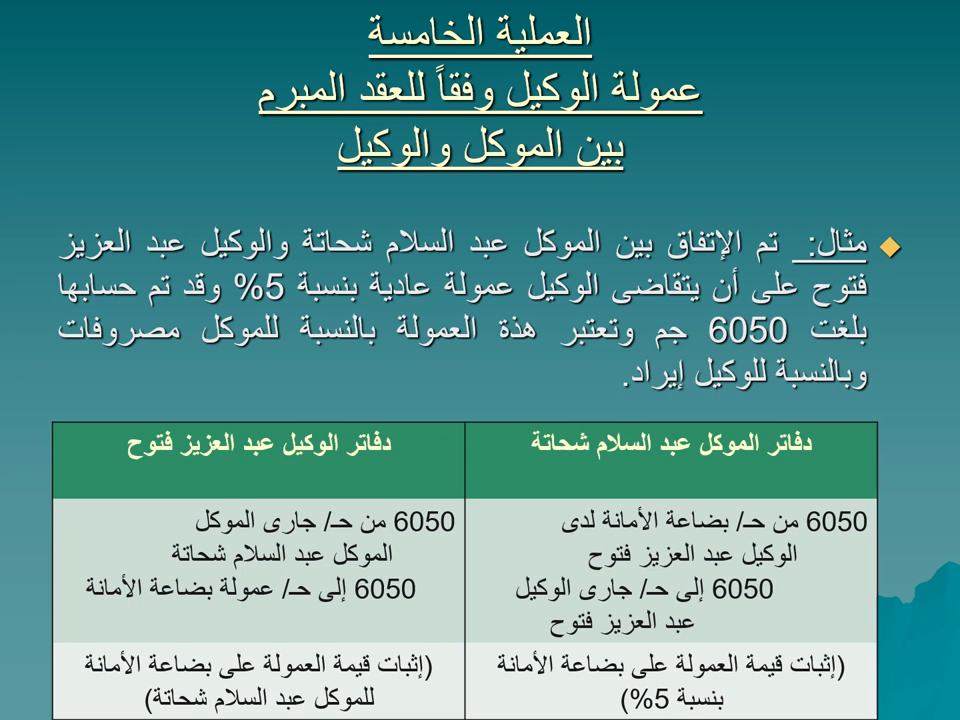 العملية الخامسة
عمولة الوكيل وفقاً للعقد المبرم
بين الموكل والوكيل
مثال: تم الإتفاق بين الموكل عبد السلام شحاتة والوكيل عبد العزيز
فتوح على أن يتقاضى الوكيل عمولة عادية بنسبة 5% وقد تم حسابها
بلغت 6050 جم وتعتبر هذة العمولة بالنسبة للموكل مصروفات
وبالنسبة للوكيل إيراد.
دفاتر الموكل عبد السلام شحاتة
6050 من حـ/ بضاعة الأمانة لدى
الوكيل عبد العزيز فتوح
6050 إلى حـ/ جارى الوكيل
عبد العزيز فتوح
(إثبات قيمة العمولة على بضاعة الأمانة
بنسبة 5%)
دفاتر الوكيل عبد العزيز فتوح
6050 من حـ/ جارى الموكل
الموكل عبد السلام شحاتة
6050 إلى حـ/ عمولة بضاعة الأمانة
(إثبات قيمة العمولة على بضاعة الأمانة
للموكل عبد السلام شحاتة)